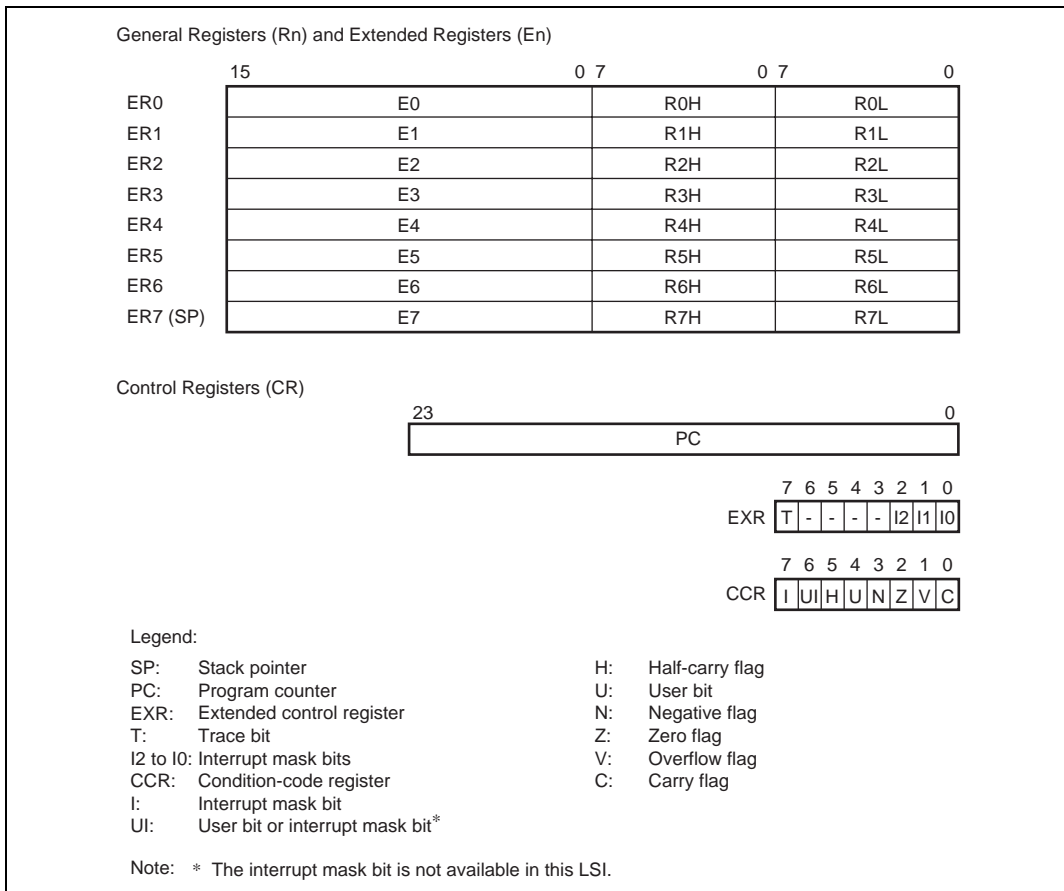 General Registers (Rn) and Extended Registers (En)
15 0 7 0 7 0
ER0 E0 R0H R0L
ER1 E1 R1H R1L
ER2 E2 R2H R2L
ER3 E3 R3H R3L
ER4 E4 R4H R4L
ER5 E5 R5H R5L
ER6 E6 R6H R6L
ER7 (SP) E7 R7H R7L
Control Registers (CR)
23 0
PC
7 6 5 4 3 2 1 0
EXR T - - - - I2 I1 I0
7 6 5 4 3 2 1 0
CCR I UI H U N Z V C
Legend:
SP: Stack pointer
PC: Program counter
EXR: Extended control register
T: Trace bit
I2 to I0: Interrupt mask bits
CCR: Condition-code register
I: Interrupt mask bit
UI: User bit or interrupt mask bit*
H: Half-carry flag
U: User bit
N: Negative flag
Z: Zero flag
V: Overflow flag
C: Carry flag
Note: * The interrupt mask bit is not available in this LSI.